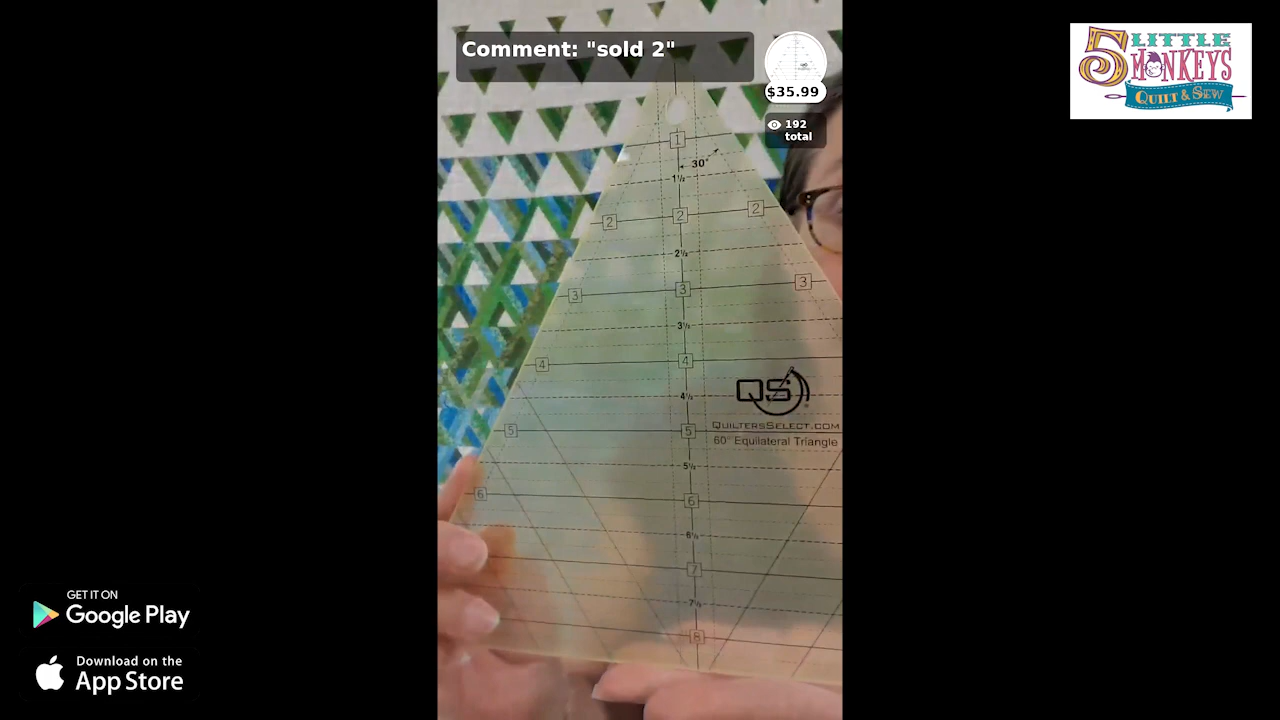 Comment: "sold 2"
$35.99
192
total
5 LITTLE
MONKEYS
QUILT & SEW
1
30°
1½
2
2
2
2½
3
3
3
3½
4
4
4½
QS
QUILTERSSELECT.COM
60° Equilateral Triangle
5
5
5½
6
6
6½
7
7½
8
GET IT ON
Google Play
Download on the
App Store